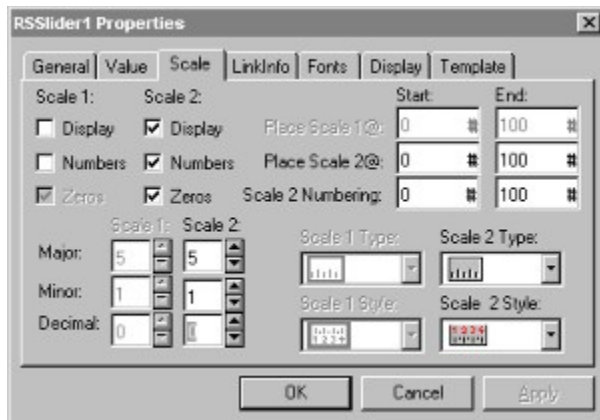 RSSlider1 Properties
General Value Scale LinkInfo Fonts Display Template
Scale 1: Scale 2: Start: End:
Display Display Place Scale 1@: 0 # 100 #
Numbers Numbers Place Scale 2@: 0 # 100 #
Zeros Zeros Scale 2 Numbering: 0 # 100 #
Scale 1: Scale 2: Scale 1 Type: Scale 2 Type:
Major: 5 5
Minor: 1 1
Scale 1 Style: Scale 2 Style:
Decimal: 0 0
1234 1234
OK Cancel Apply